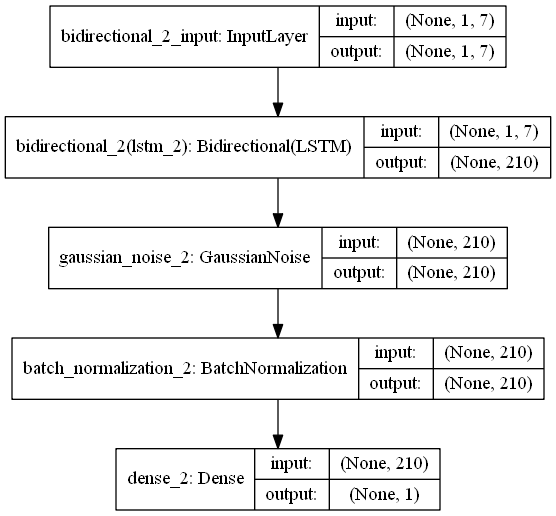 bidirectional_2_input: InputLayer
input: (None, 1, 7)
output: (None, 1, 7)
bidirectional_2(lstm_2): Bidirectional(LSTM)
input: (None, 1, 7)
output: (None, 210)
gaussian_noise_2: GaussianNoise
input: (None, 210)
output: (None, 210)
batch_normalization_2: BatchNormalization
input: (None, 210)
output: (None, 210)
dense_2: Dense
input: (None, 210)
output: (None, 1)